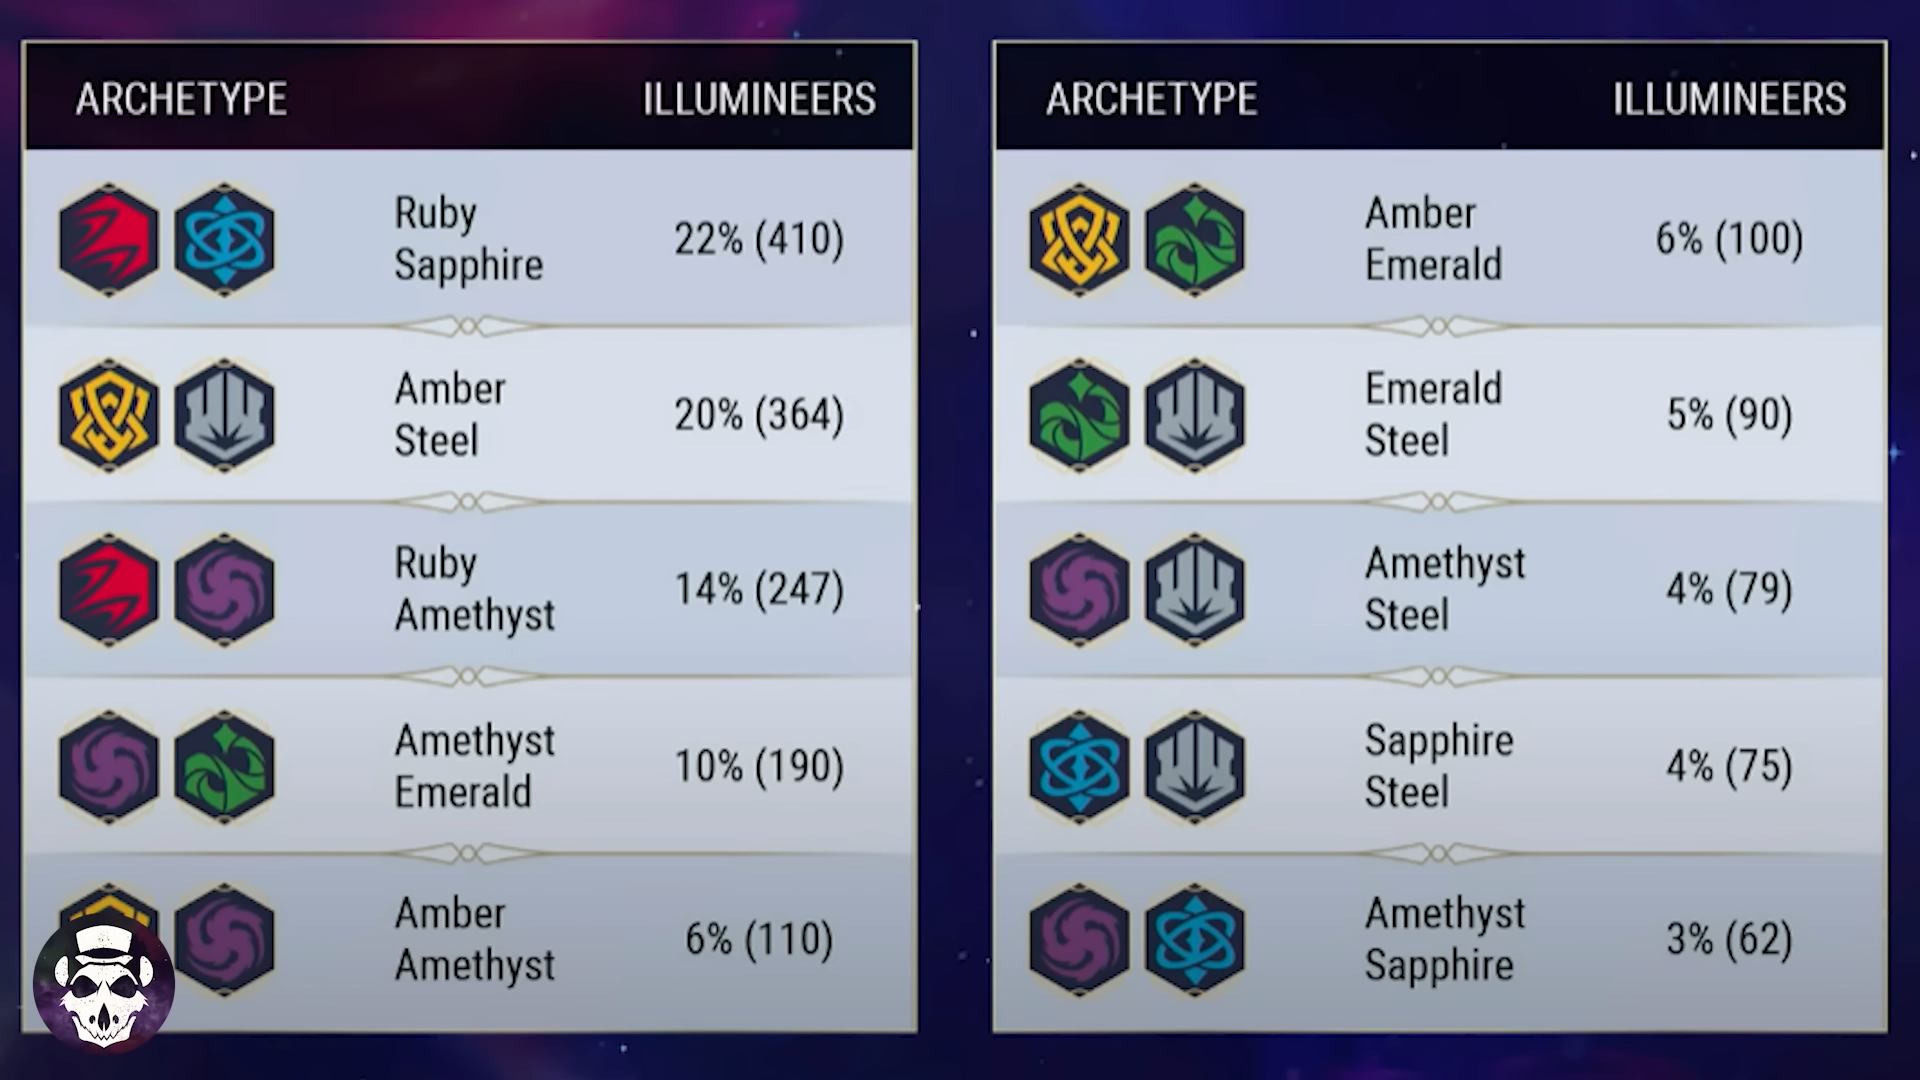 ARCHETYPE ILLUMINEERS
Ruby
Sapphire
22% (410)
Amber
Steel
20% (364)
Ruby
Amethyst
14% (247)
Amethyst
Emerald
10% (190)
Amber
Amethyst
6% (110)
ARCHETYPE ILLUMINEERS
Amber
Emerald
6% (100)
Emerald
Steel
5% (90)
Amethyst
Steel
4% (79)
Sapphire
Steel
4% (75)
Amethyst
Sapphire
3% (62)